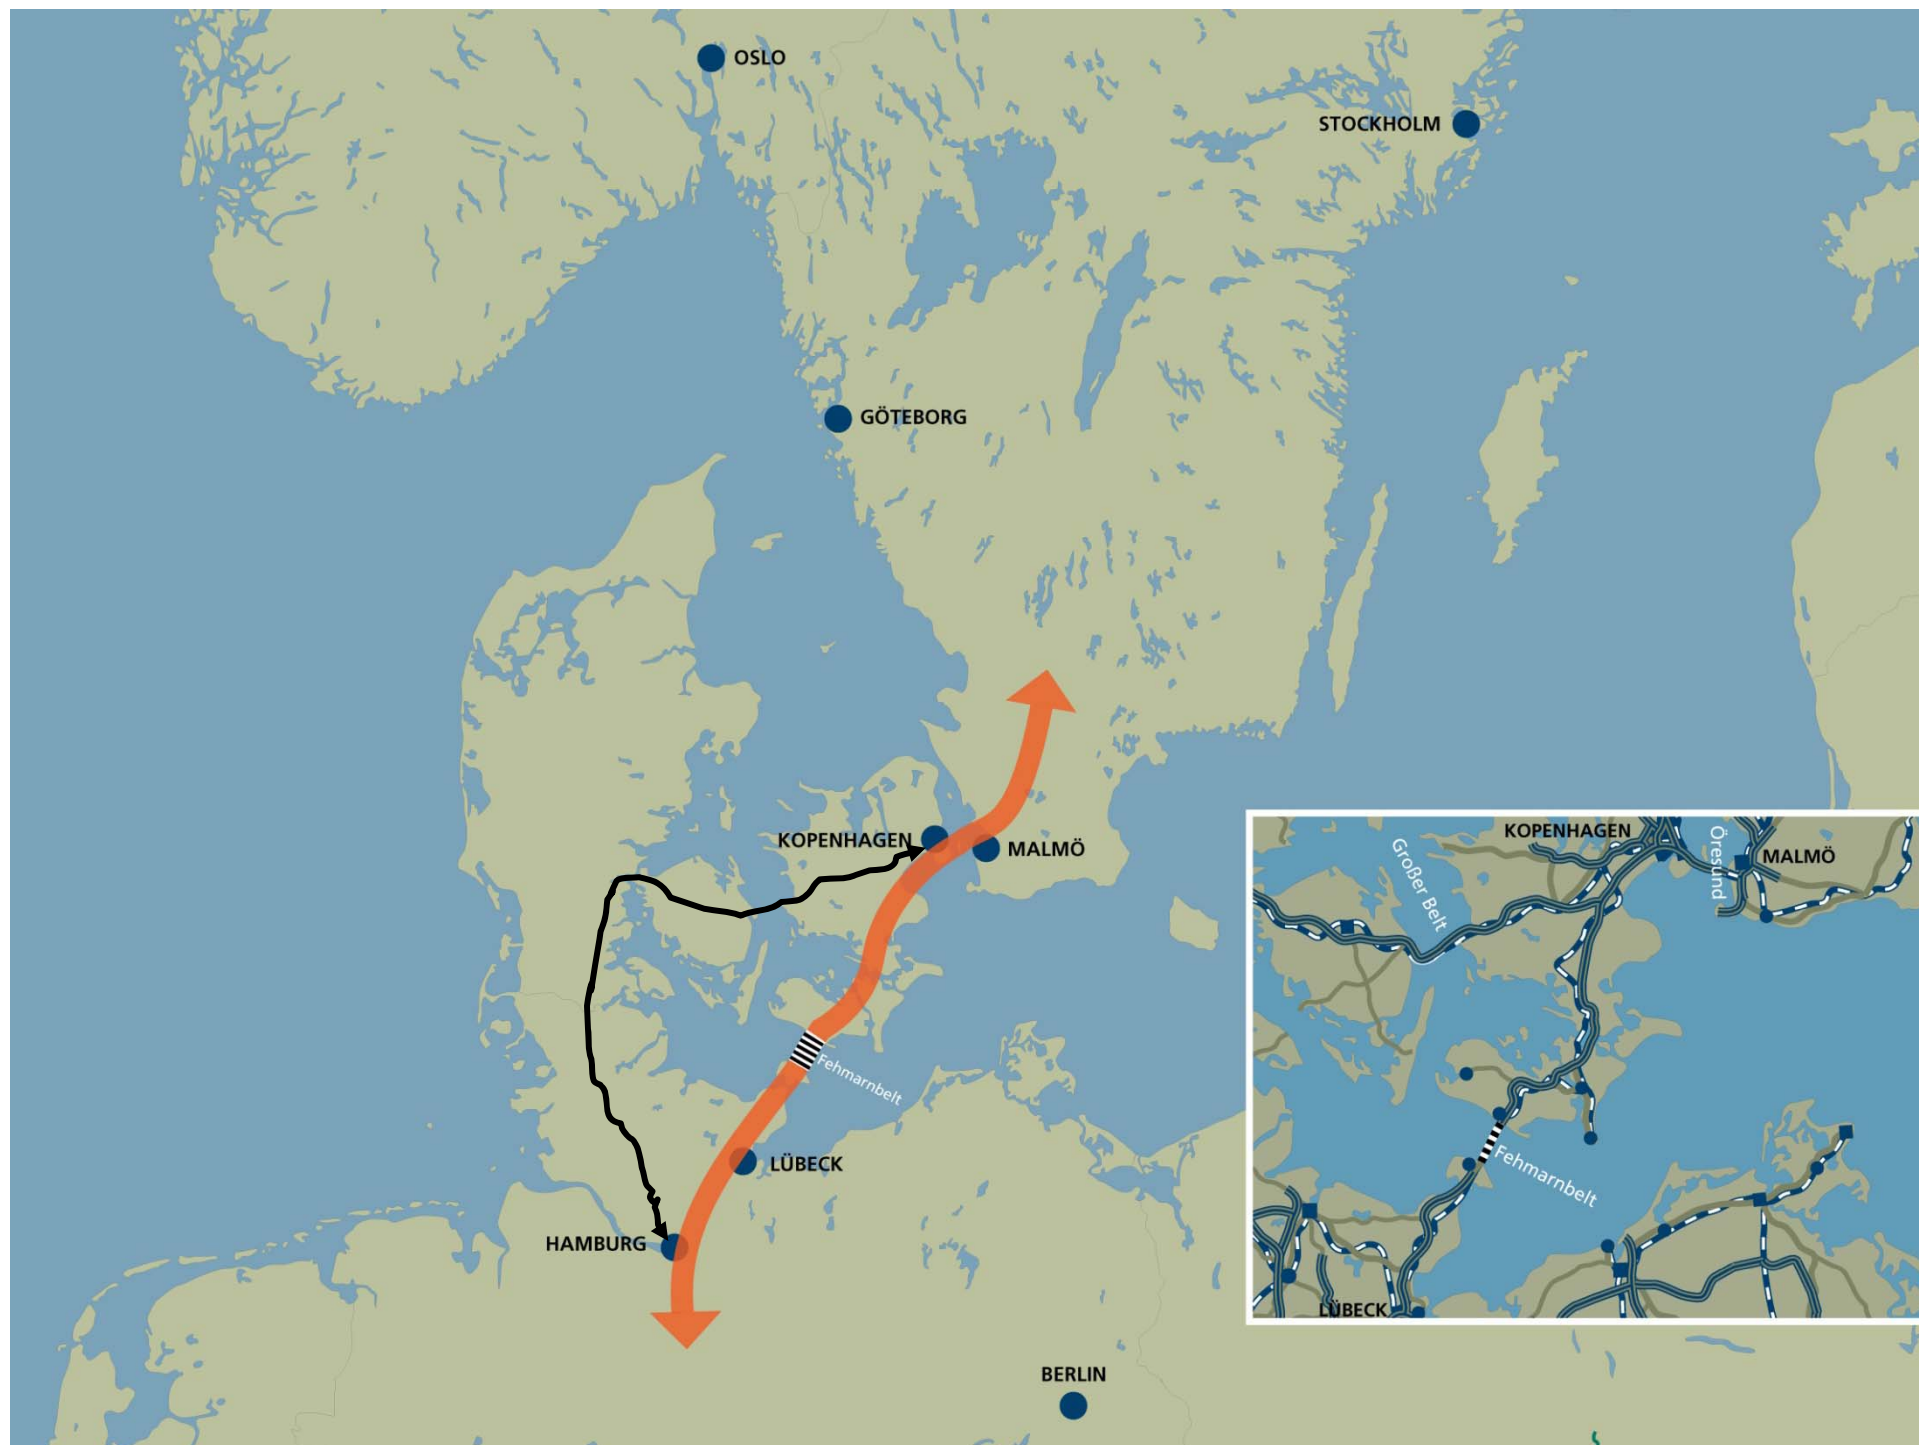 OSLO
STOCKHOLM
GÖTEBORG
KOPENHAGEN
MALMÖ
Fehmarnbelt
LÜBECK
HAMBURG
BERLIN
KOPENHAGEN
Öresund
MALMÖ
Großer Belt
Fehmarnbelt
LÜBECK